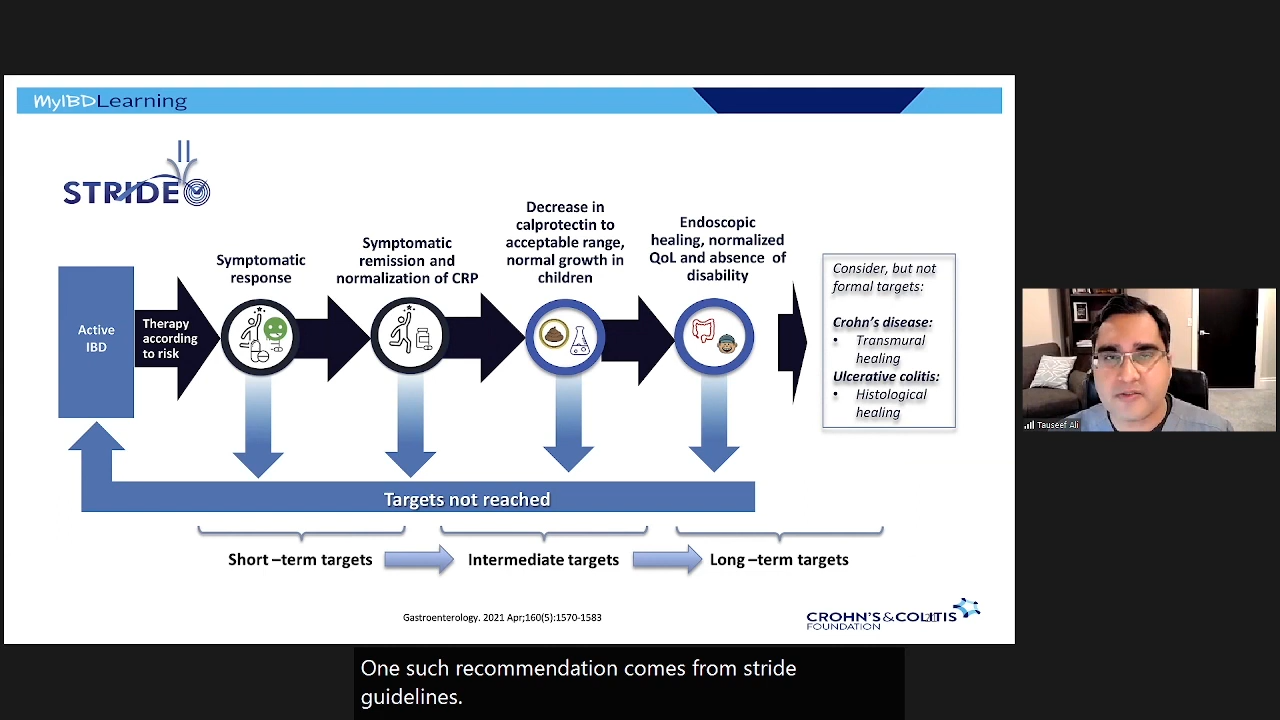 MyIBDLearning
II
STRIDE
Symptomatic
response
Symptomatic
remission and
normalization of CRP
Decrease in
calprotectin to
acceptable range,
normal growth in
children
Endoscopic
healing, normalized
QoL and absence of
disability
Active
IBD
Therapy
according
to risk
Consider, but not
formal targets:
Crohn's disease:
• Transmural
healing
Ulcerative colitis:
• Histological
healing
Targets not reached
Short –term targets
Intermediate targets
Long –term targets
Gastroenterology. 2021 Apr;160(5):1570-1583
CROHN'S & COLITIS
FOUNDATION
Tauseef Ali
One such recommendation comes from stride
guidelines.